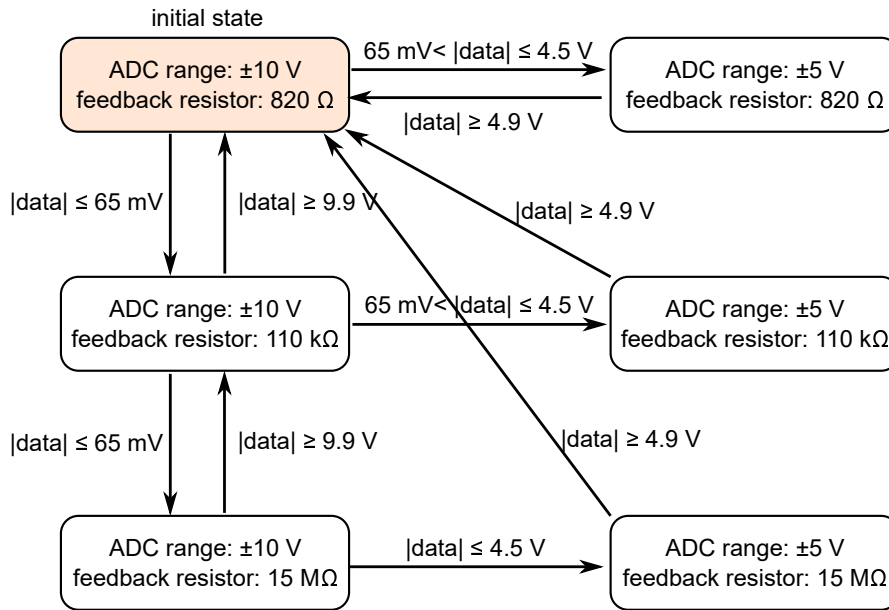 initial state
ADC range: ±10 V
feedback resistor: 820 Ω
65 mV< |data| ≤ 4.5 V
|data| ≥ 4.9 V
ADC range: ±5 V
feedback resistor: 820 Ω
|data| ≤ 65 mV
|data| ≥ 9.9 V
|data| ≥ 4.9 V
ADC range: ±10 V
feedback resistor: 110 kΩ
65 mV< |data| ≤ 4.5 V
ADC range: ±5 V
feedback resistor: 110 kΩ
|data| ≤ 65 mV
|data| ≥ 9.9 V
|data| ≥ 4.9 V
ADC range: ±10 V
feedback resistor: 15 MΩ
|data| ≤ 4.5 V
ADC range: ±5 V
feedback resistor: 15 MΩ